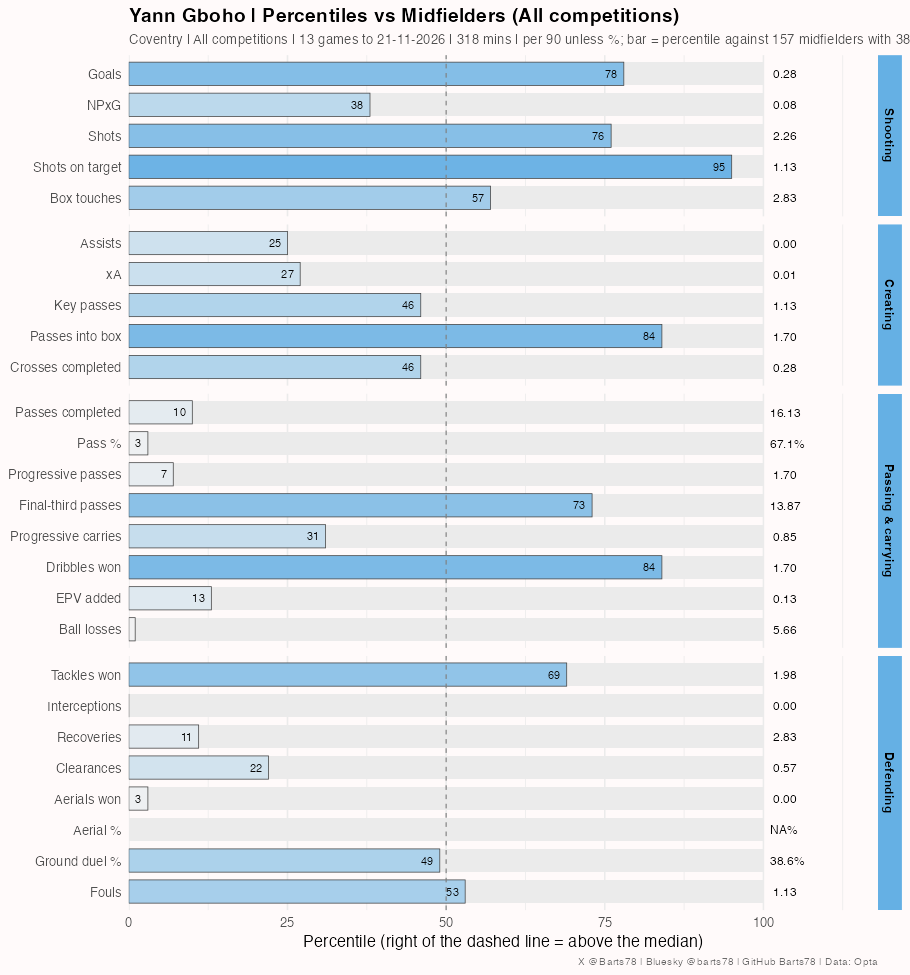 Yann Gboho | Percentiles vs Midfielders (All competitions)
Coventry | All competitions | 13 games to 21-11-2026 | 318 mins | per 90 unless %; bar = percentile against 157 midfielders with 38
Goals 78 0.28
NPxG 38 0.08
Shots 76 2.26
Shots on target 95 1.13
Box touches 57 2.83
Shooting
Assists 25 0.00
xA 27 0.01
Key passes 46 1.13
Passes into box 84 1.70
Crosses completed 46 0.28
Creating
Passes completed 10 16.13
Pass % 3 67.1%
Progressive passes 7 1.70
Final-third passes 73 13.87
Progressive carries 31 0.85
Dribbles won 84 1.70
EPV added 13 0.13
Ball losses 5.66
Passing & carrying
Tackles won 69 1.98
Interceptions 0.00
Recoveries 11 2.83
Clearances 22 0.57
Aerials won 3 0.00
Aerial % NA%
Ground duel % 49 38.6%
Fouls 53 1.13
Defending
0 25 50 75 100
Percentile (right of the dashed line = above the median)
X @Barts78 | Bluesky @barts78 | GitHub Barts78 | Data: Opta